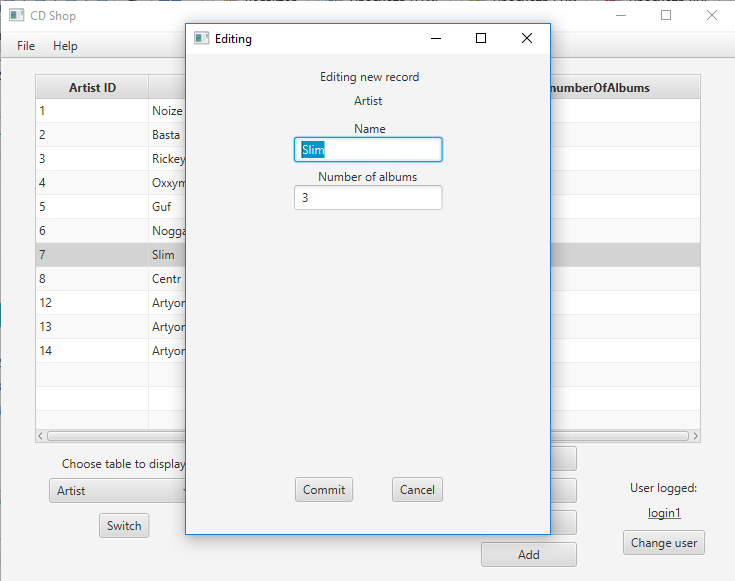 CD Shop
File Help
Editing
Editing new record
Artist
Name
Slim
Number of albums
3
Commit Cancel
Artist ID
numberOfAlbums
1 Noize
2 Basta
3 Rickey
4 Oxxym
5 Guf
6 Nogga
7 Slim
8 Centr
12 Artyor
13 Artyor
14 Artyor
Choose table to display
Artist
Switch
Add
User logged:
login1
Change user